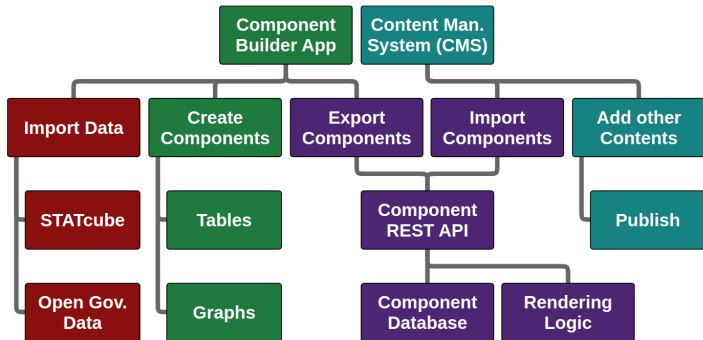 Component
Builder App
Content Man.
System (CMS)
Import Data
Create
Components
Export
Components
Import
Components
Add other
Contents
STATcube
Tables
Component
REST API
Publish
Open Gov.
Data
Graphs
Component
Database
Rendering
Logic